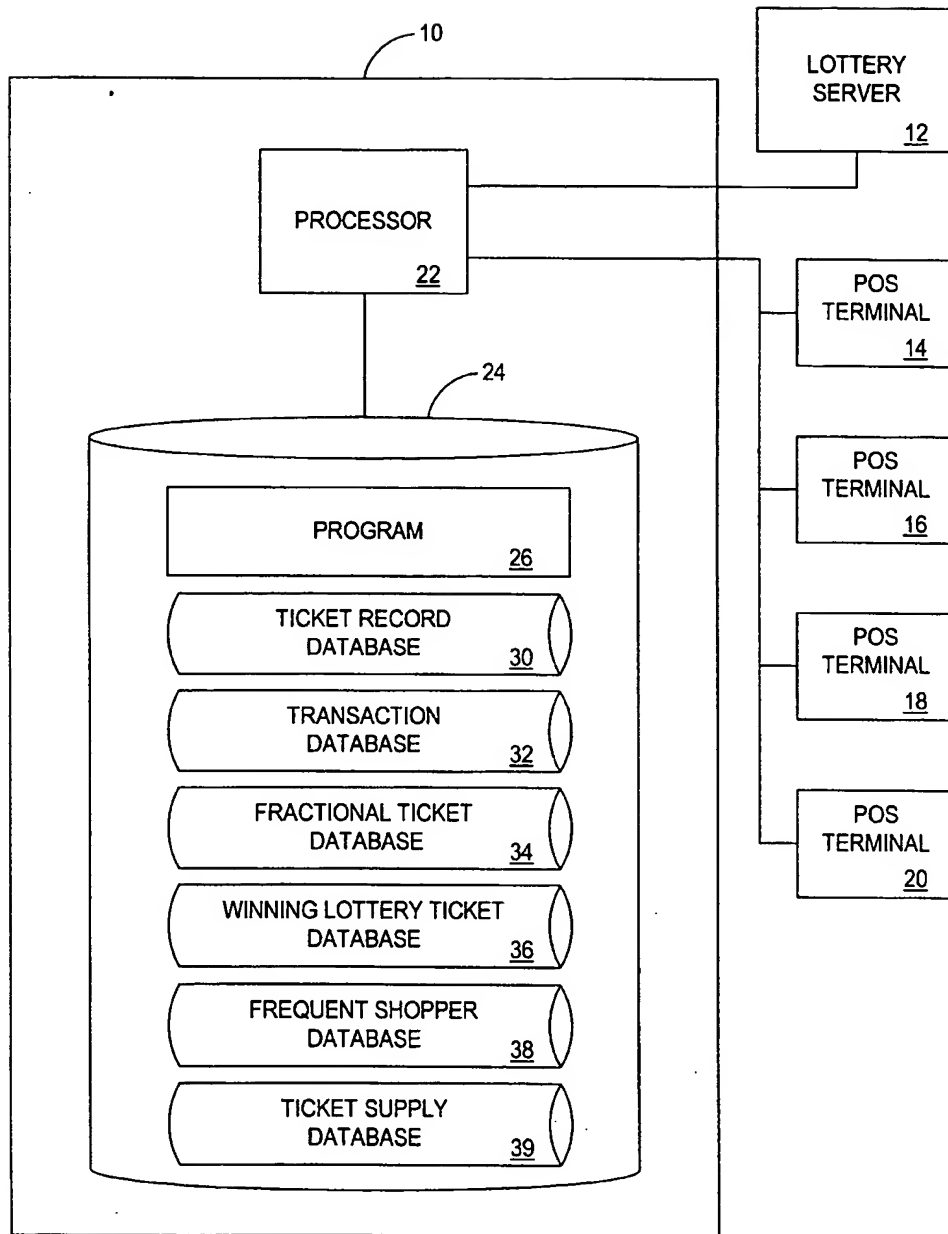 10
LOTTERY
SERVER
12
PROCESSOR
22
POS
TERMINAL
14
24
POS
TERMINAL
16
PROGRAM
26
TICKET RECORD
DATABASE
30
POS
TERMINAL
18
TRANSACTION
DATABASE
32
FRACTIONAL TICKET
DATABASE
34
POS
TERMINAL
20
WINNING LOTTERY TICKET
DATABASE
36
FREQUENT SHOPPER
DATABASE
38
TICKET SUPPLY
DATABASE
39